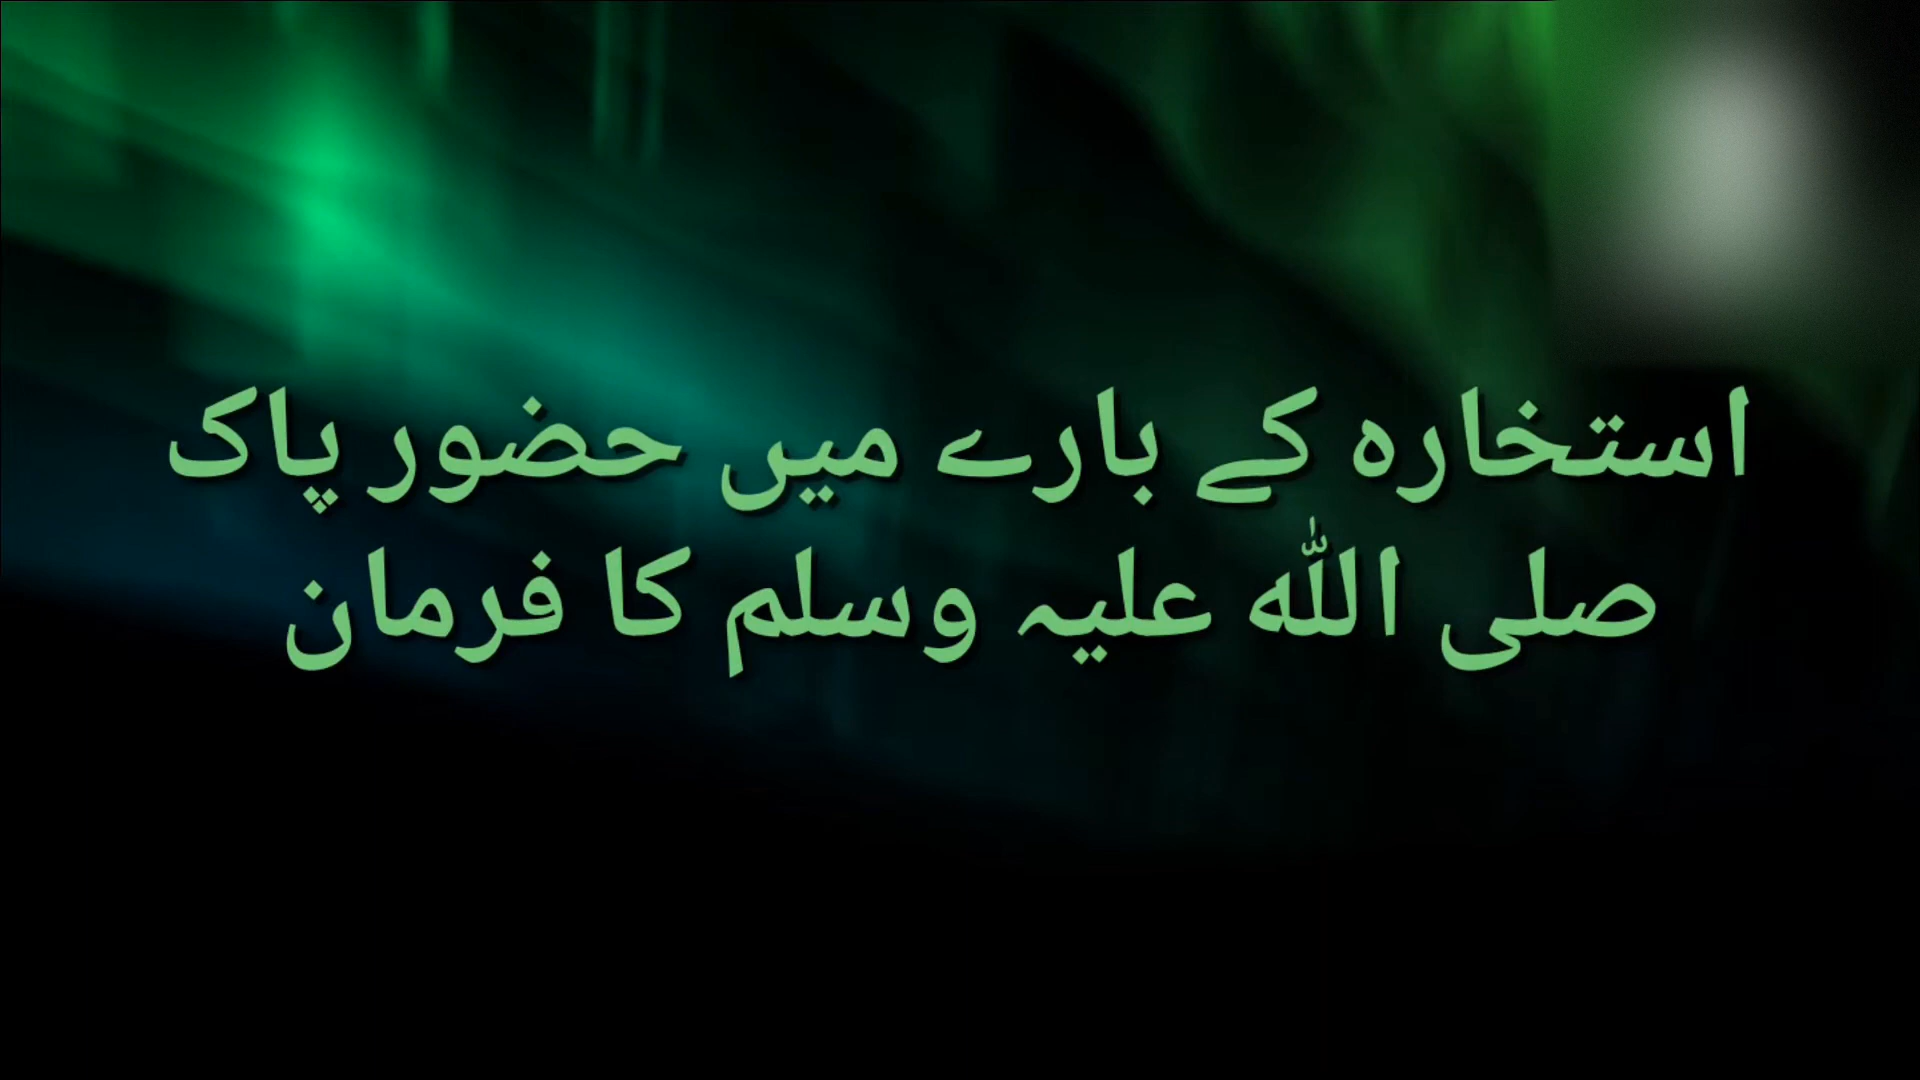 استخارہ کے بارے میں حضور پاک
صلی اللہ علیہ وسلم کا فرمان